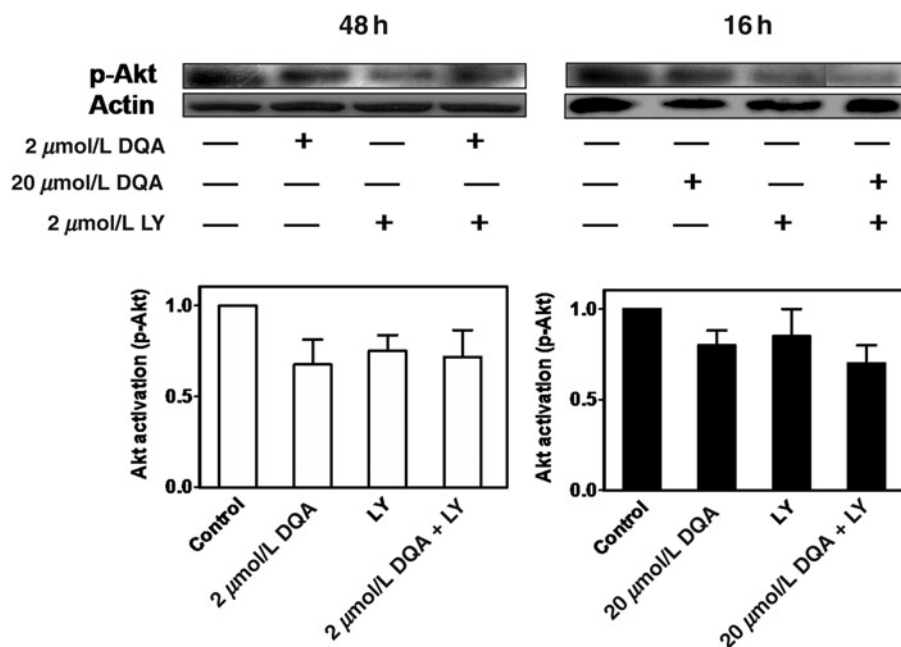 48 h 16 h
p-Akt
Actin
2 μmol/L DQA — + — + — — — —
20 μmol/L DQA — — — — — + — +
2 μmol/L LY — — + + — — + +
Akt activation (p-Akt)
1.0
0.5
0.0
Control
2 μmol/L DQA
LY
2 μmol/L DQA + LY
Akt activation (p-Akt)
1.0
0.5
0.0
Control
20 μmol/L DQA
LY
20 μmol/L DQA + LY